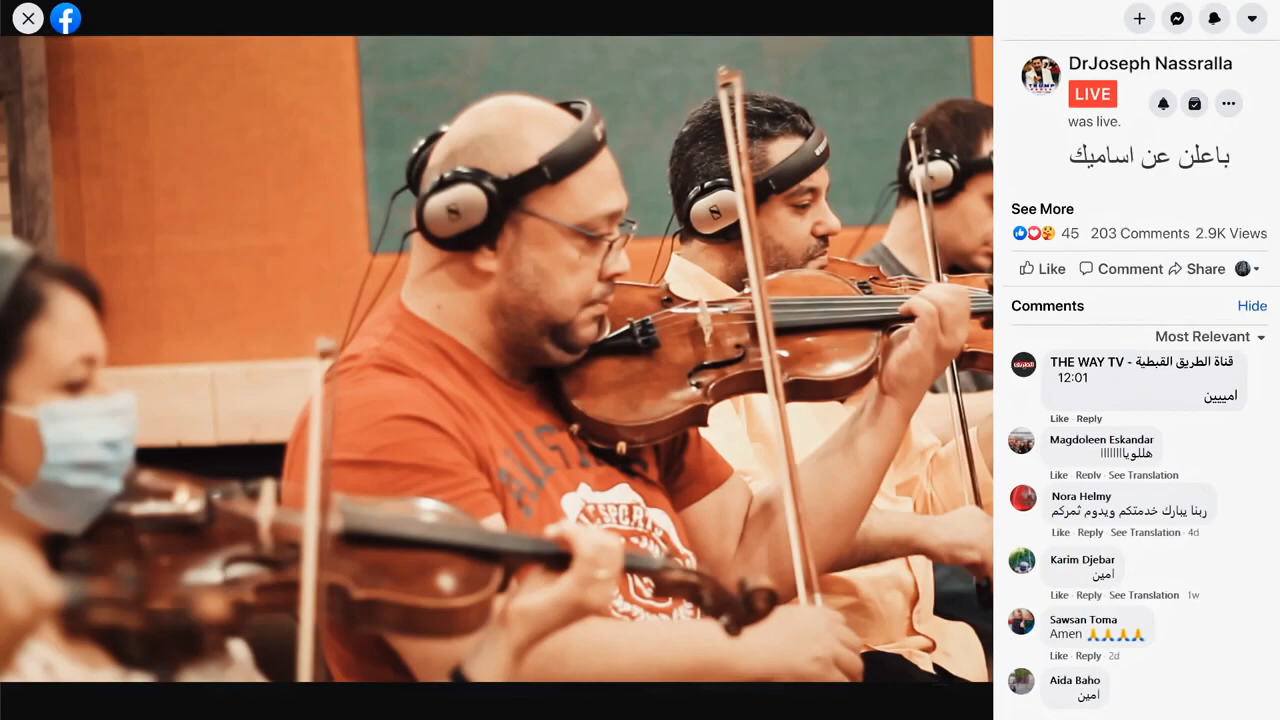 DrJoseph Nassralla
LIVE
was live.
باعلن عن اساميك
See More
45 203 Comments 2.9K Views
Like Comment Share
Comments Hide
Most Relevant
THE WAY TV - قناة الطريق القبطية
12:01
اميييين
Like · Reply
Magdoleen Eskandar
هللوياااااااا
Like · Reply · See Translation
Nora Helmy
ربنا يبارك خدمتكم ويدوم ثمركم
Like · Reply · See Translation · 4d
Karim Djebar
امين
Like · Reply · See Translation 1w
Sawsan Toma
Amen 🙏🙏🙏🙏
Like · Reply · 2d
Aida Baho
امين